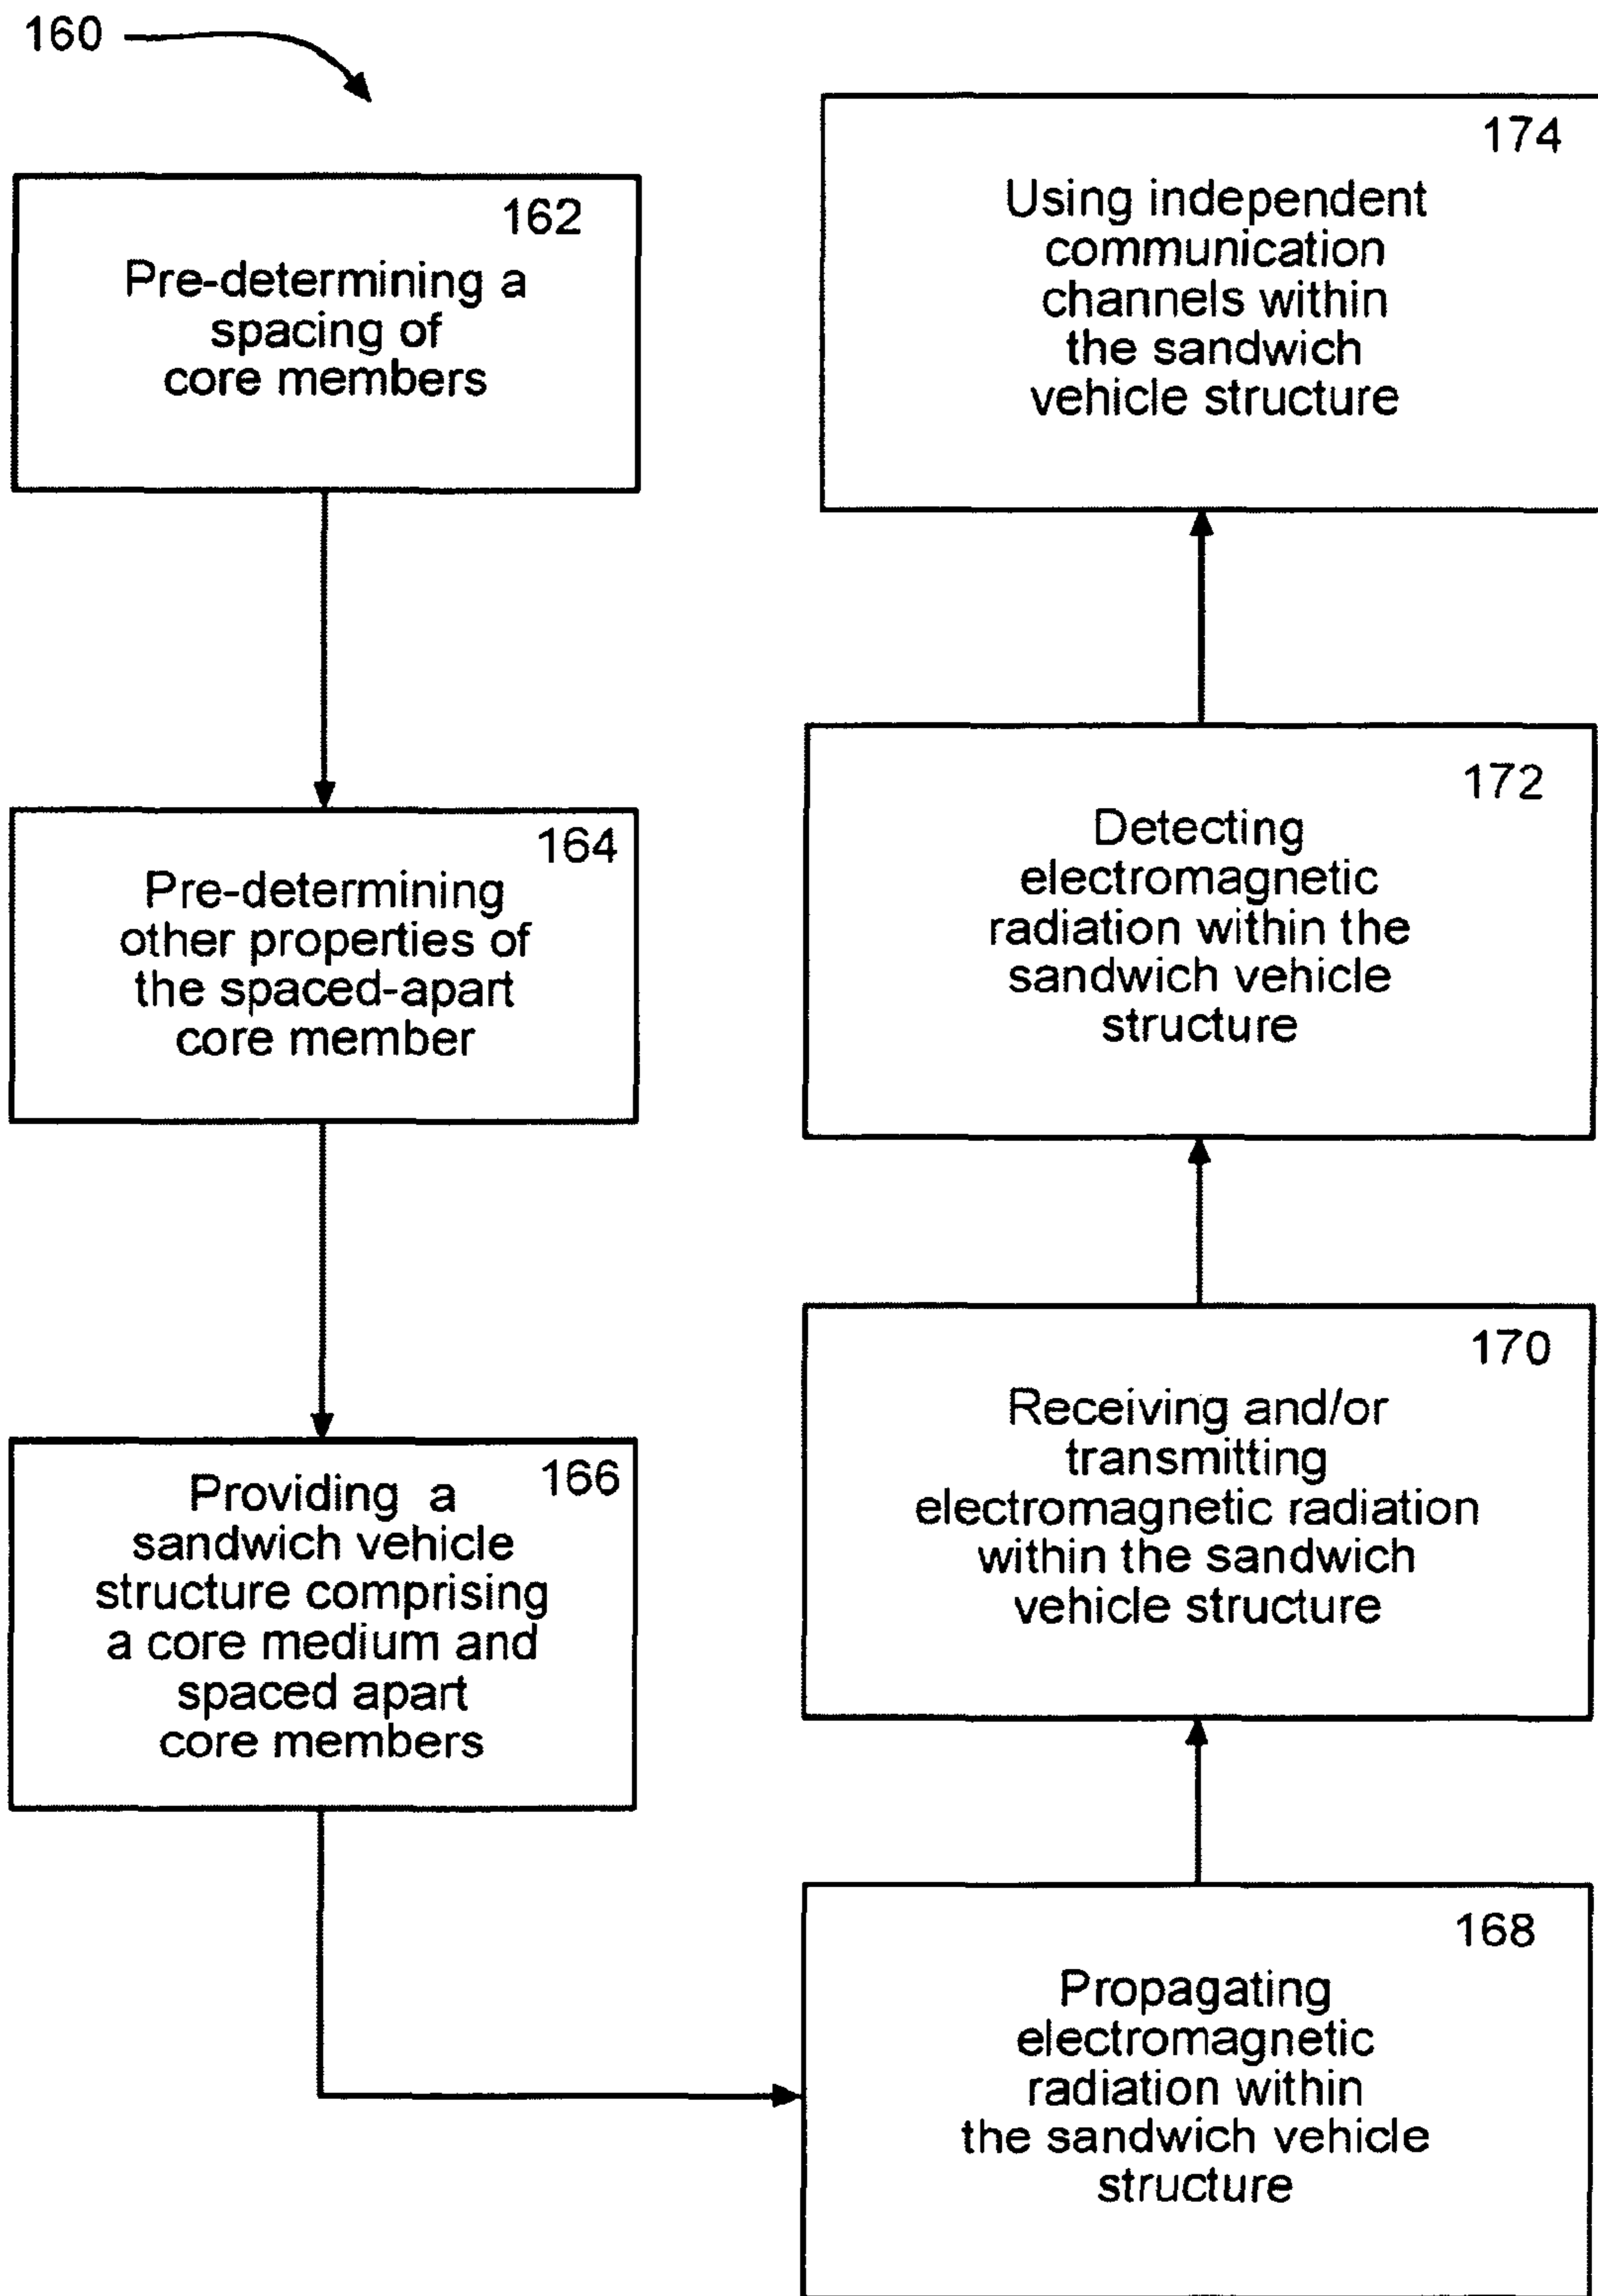 160
162
Pre-determining a
spacing of
core members
164
Pre-determining
other properties of
the spaced-apart
core member
166
Providing a
sandwich vehicle
structure comprising
a core medium and
spaced apart
core members
168
Propagating
electromagnetic
radiation within
the sandwich vehicle
structure
170
Receiving and/or
transmitting
electromagnetic radiation
within the sandwich
vehicle structure
172
Detecting
electromagnetic
radiation within the
sandwich vehicle
structure
174
Using independent
communication
channels within
the sandwich
vehicle structure